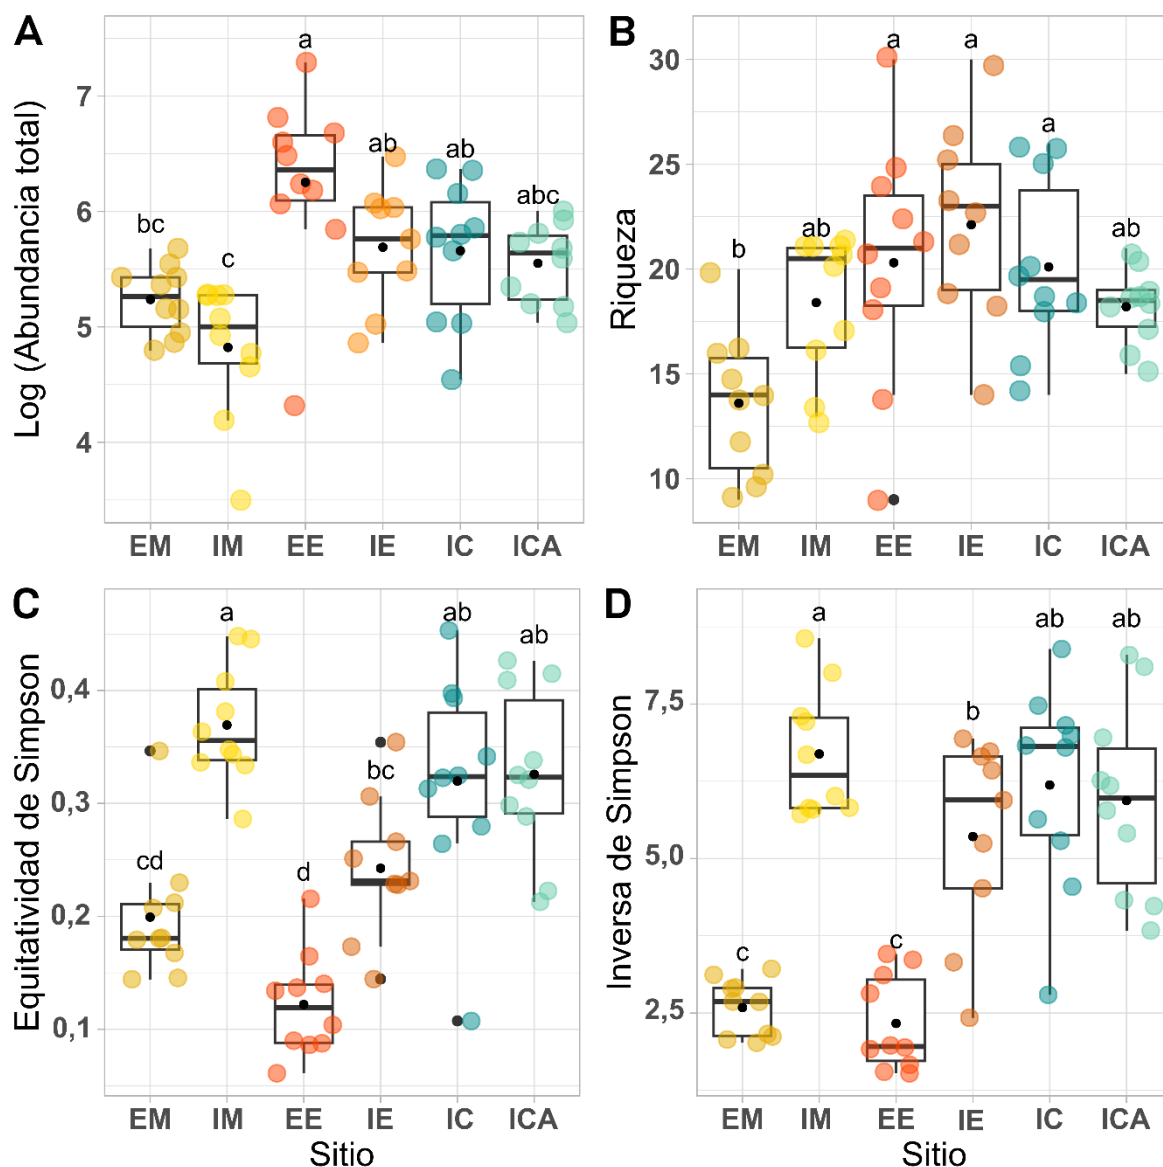 A
Log (Abundancia total)
7
6
5
4
bc
c
a
ab
ab
abc
EM IM EE IE IC ICA
B
Riqueza
30
25
20
15
10
b
ab
a
a
a
ab
EM IM EE IE IC ICA
C
Equitatividad de Simpson
0,4
0,3
0,2
0,1
cd
a
d
bc
ab
ab
EM IM EE IE IC ICA
Sitio
D
Inversa de Simpson
7,5
5,0
2,5
c
a
c
b
ab
ab
EM IM EE IE IC ICA
Sitio